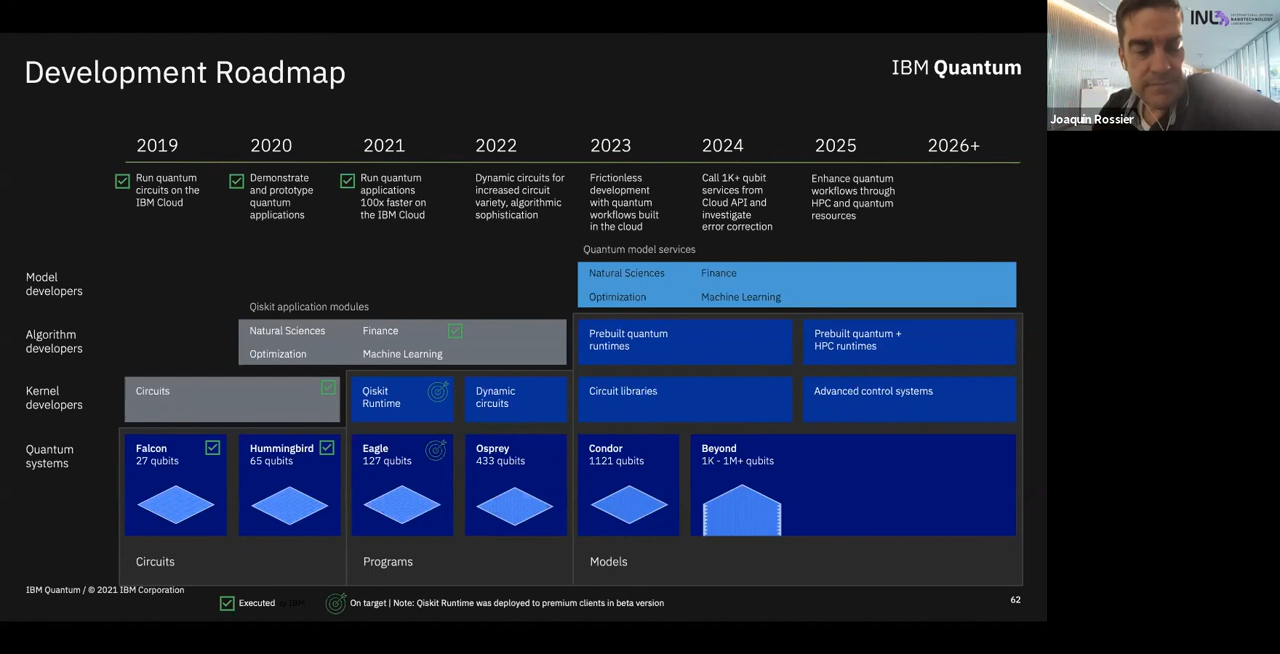 Development Roadmap
IBM Quantum
INL INTERNATIONAL IBERIAN
NANOTECHNOLOGY
LABORATORY
Joaquin Rossier
2019 2020 2021 2022 2023 2024 2025 2026+
Run quantum
circuits on the
IBM Cloud
Demonstrate
and prototype
quantum
applications
Run quantum
applications
100x faster on
the IBM Cloud
Dynamic circuits for
increased circuit
variety, algorithmic
sophistication
Frictionless
development
with quantum
workflows built
in the cloud
Call 1K+ qubit
services from
Cloud API and
investigate
error correction
Enhance quantum
workflows through
HPC and quantum
resources
Model
developers
Quantum model services
Natural Sciences Finance
Optimization Machine Learning
Algorithm
developers
Qiskit application modules
Natural Sciences Finance
Optimization Machine Learning
Prebuilt quantum
runtimes
Prebuilt quantum +
HPC runtimes
Kernel
developers
Circuits
Qiskit
Runtime
Dynamic
circuits
Circuit libraries
Advanced control systems
Quantum
systems
Falcon
27 qubits
Hummingbird
65 qubits
Eagle
127 qubits
Osprey
433 qubits
Condor
1121 qubits
Beyond
1K - 1M+ qubits
Circuits
Programs
Models
IBM Quantum / © 2021 IBM Corporation
Executed by IBM
On target | Note: Qiskit Runtime was deployed to premium clients in beta version
62